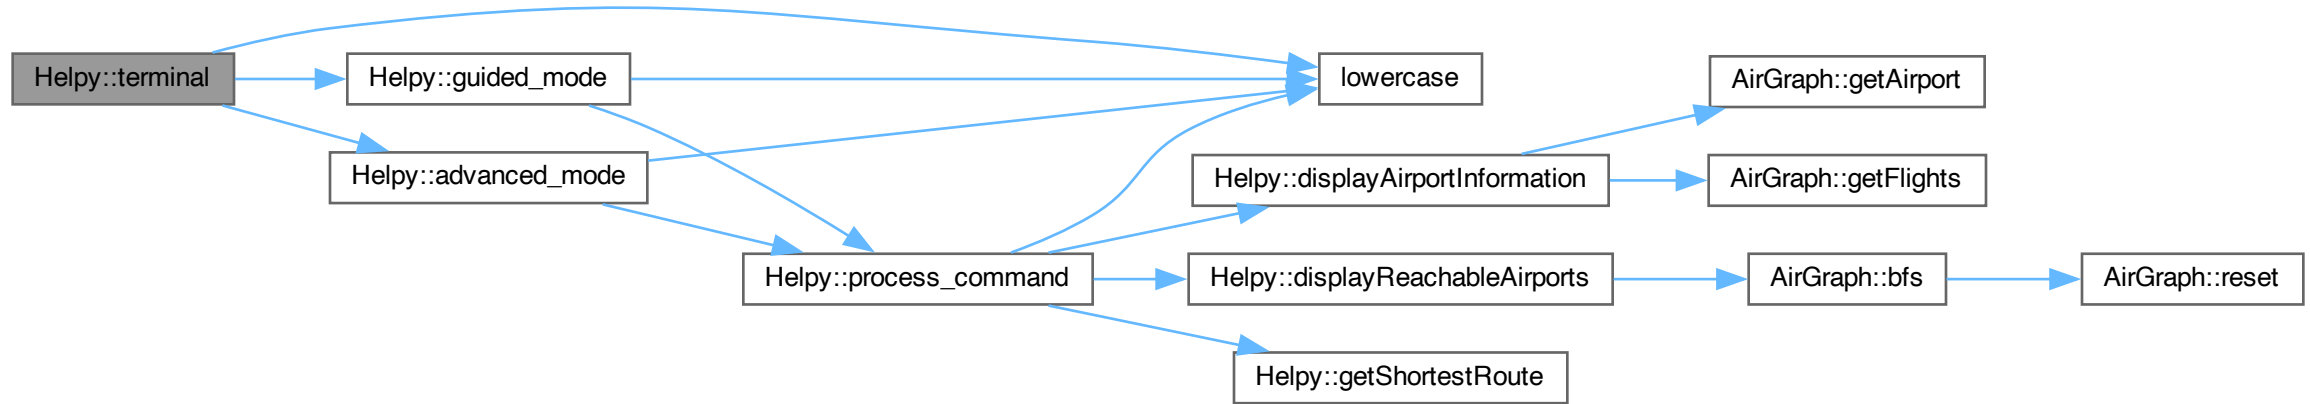 Helpy::terminal
Helpy::guided_mode
Helpy::advanced_mode
lowercase
Helpy::process_command
Helpy::displayAirportInformation
Helpy::displayReachableAirports
Helpy::getShortestRoute
AirGraph::getAirport
AirGraph::getFlights
AirGraph::bfs
AirGraph::reset